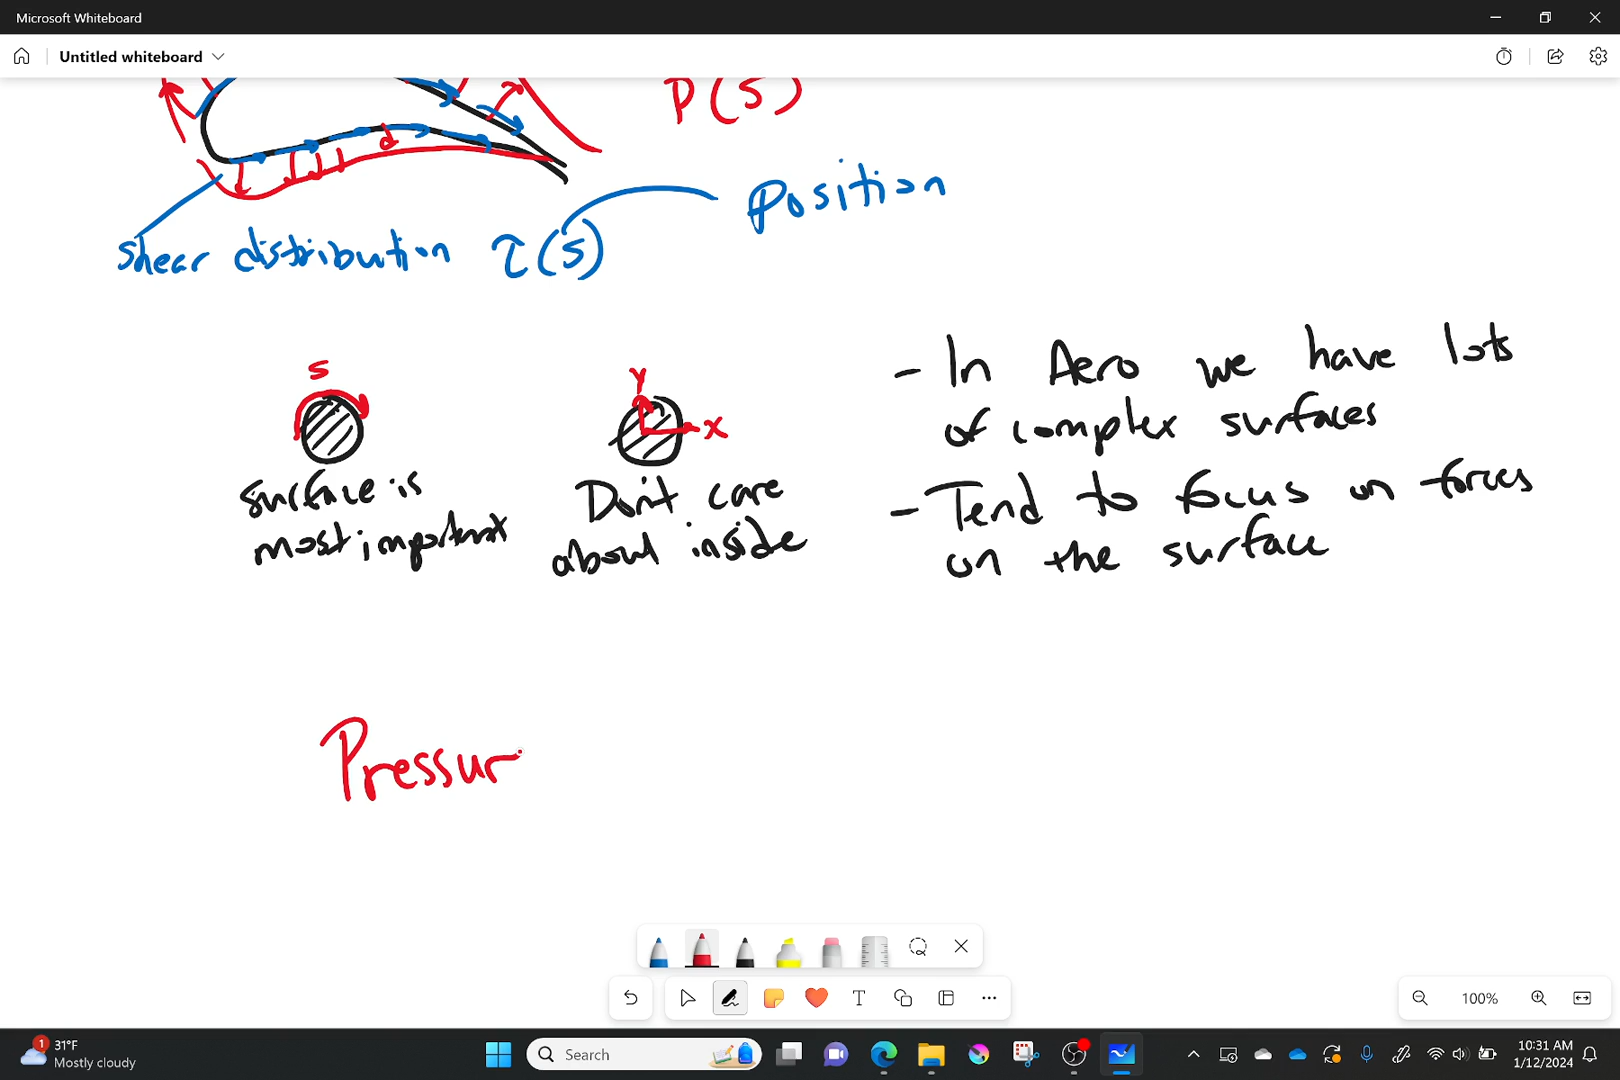 Microsoft Whiteboard
Untitled whiteboard
P(S)
Position
Shear distribution τ(S)
S
surface is
most important
Y
X
Don't care
about inside
- In Aero we have lots
of complex surfaces
- Tend to focus on forces
on the surface
Pressur
T
100%
1
31°F
Mostly cloudy
Search
10:31 AM
1/12/2024